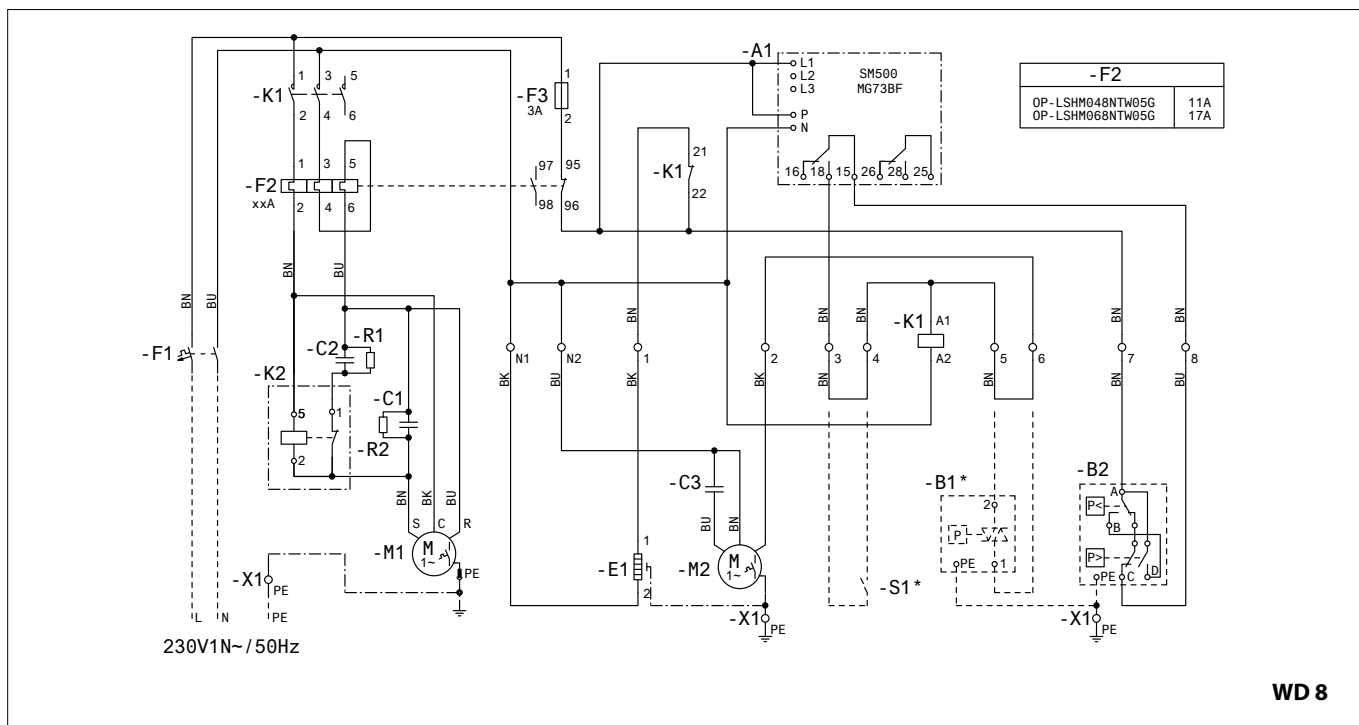 -A1
L1
L2
L3
P
N
SM500
MG73BF
16 18 15 26 28 25
-F2
OP-LSHM048NTW05G 11A
OP-LSHM068NTW05G 17A
-K1
1 3 5
2 4 6
-F3
3A
1
2
-F2
xxA
1 3 5
2 4 6
97 95
98 96
-K1
21
22
BN BU
BN BU
BN BN BN BN BN BN BN
-F1
-K2
-C2
-R1
5 1
2
-C1
-R2
N1 N2 1 2 3 4 5 6 7 8
-K1
A1
A2
BK BU BK BK BN BN BN BU
BN BK BU
S C R
-M1
M
1~
PE
-X1
PE
L N PE
230V1N~/50Hz
-C3
BU BN
-E1
1
2
-M2
M
1~
-X1
PE
-S1*
-B1*
2
P
PE 1
-B2
A
P<
B
P>
PE C D
-X1
PE
WD 8